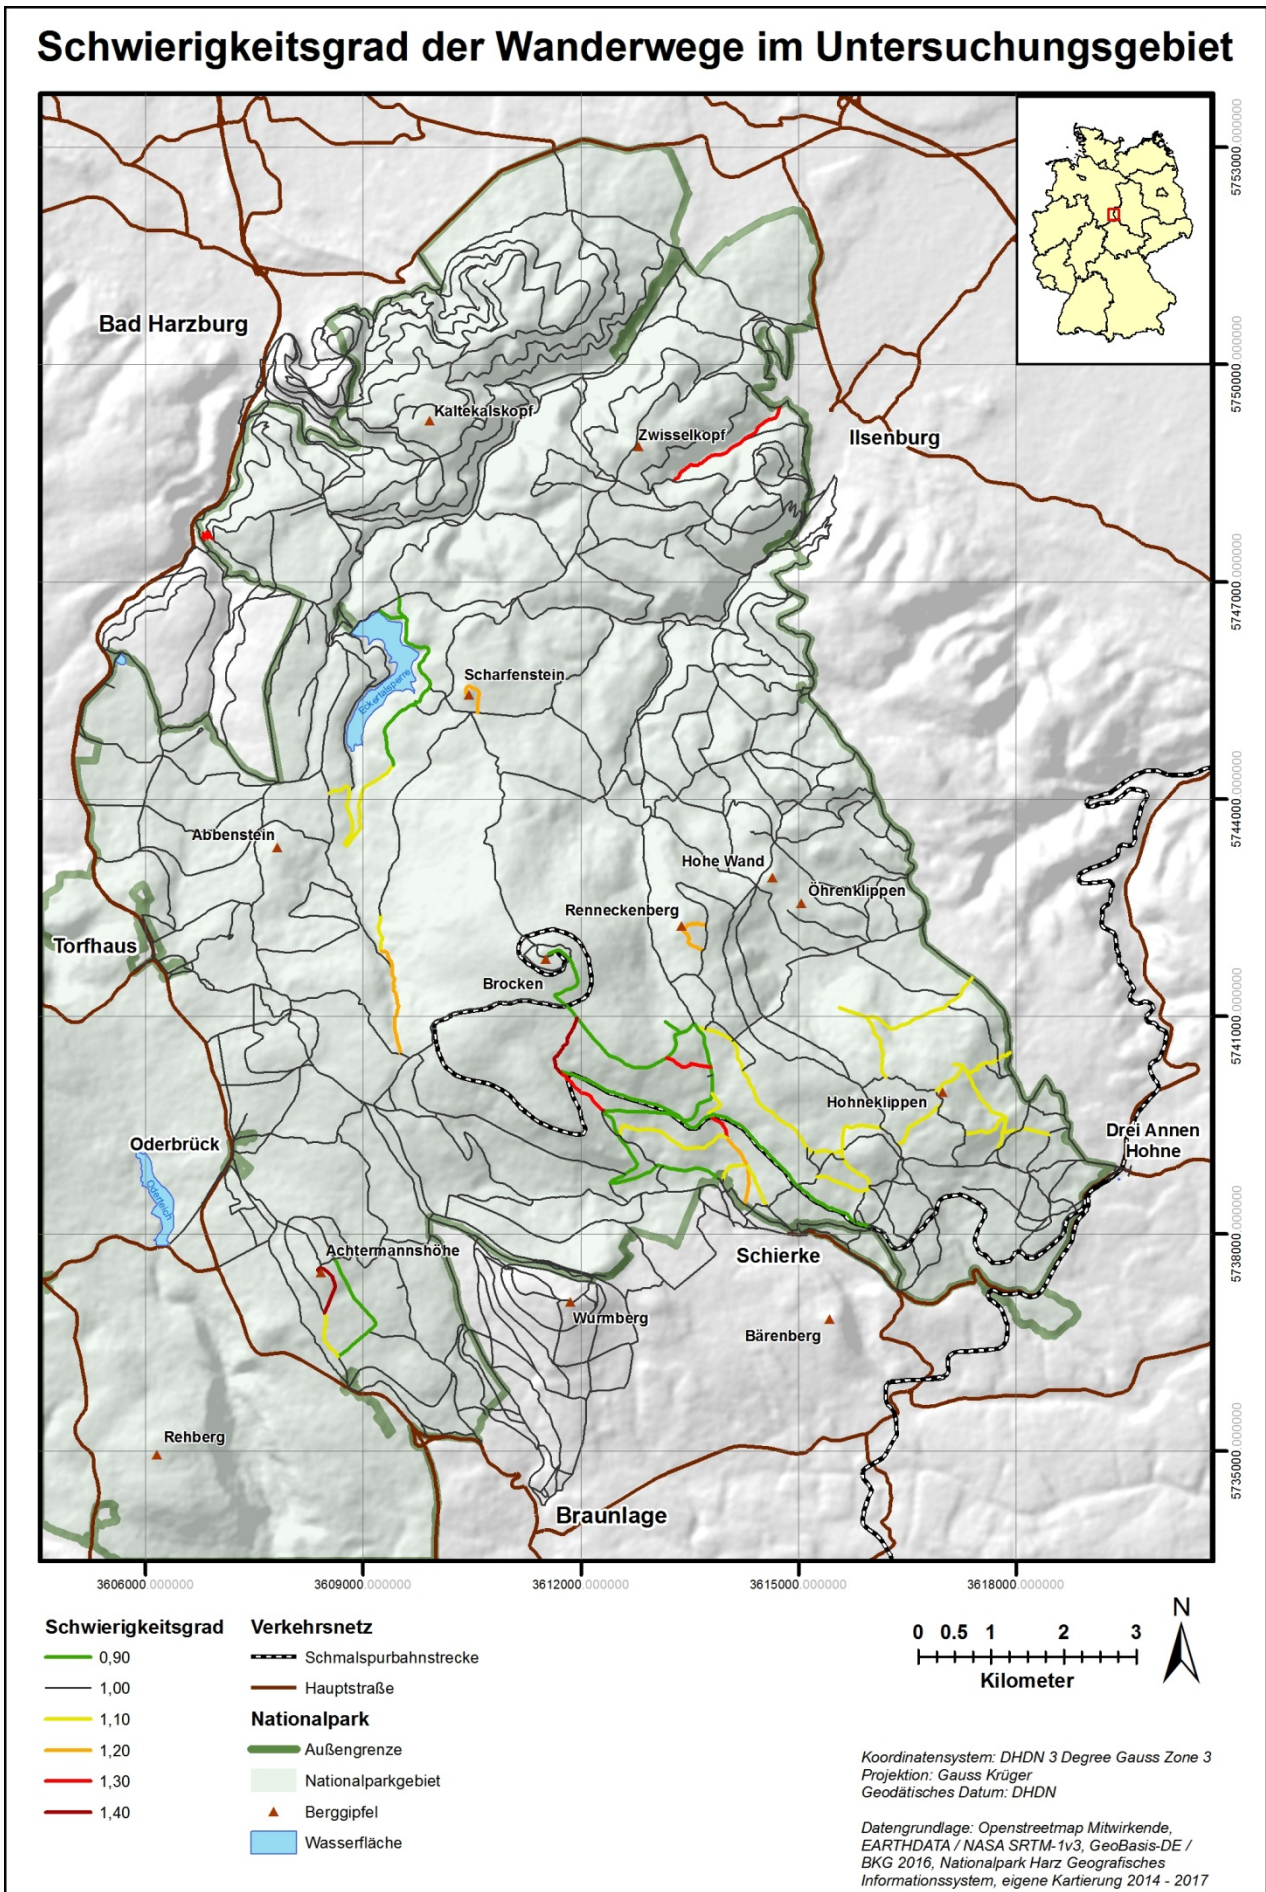 Schwierigkeitsgrad der Wanderwege im Untersuchungsgebiet
5753000.000000
Bad Harzburg
5750000.000000
Kaltekalskopf
Zwisselkopf
Ilsenburg
5747000.000000
Scharfenstein
Eckertalsperre
5744000.000000
Abbenstein
Hohe Wand
Öhrenklippen
Renneckenberg
Torfhaus
Brocken
5741000.000000
Hohneklippen
Drei Annen
Hohne
Oderbrück
Oderteich
5738000.000000
Achtermannshöhe
Schierke
Wurmberg
Bärenberg
Rehberg
5735000.000000
Braunlage
3606000.000000
3609000.000000
3612000.000000
3615000.000000
3618000.000000
Schwierigkeitsgrad
0,90
1,00
1,10
1,20
1,30
1,40
Verkehrsnetz
Schmalspurbahnstrecke
Hauptstraße
Nationalpark
Außengrenze
Nationalparkgebiet
Berggipfel
Wasserfläche
0 0.5 1 2 3
Kilometer
N
Koordinatensystem: DHDN 3 Degree Gauss Zone 3
Projektion: Gauss Krüger
Geodätisches Datum: DHDN
Datengrundlage: Openstreetmap Mitwirkende,
EARTHDATA / NASA SRTM-1v3, GeoBasis-DE /
BKG 2016, Nationalpark Harz Geografisches
Informationssystem, eigene Kartierung 2014 - 2017